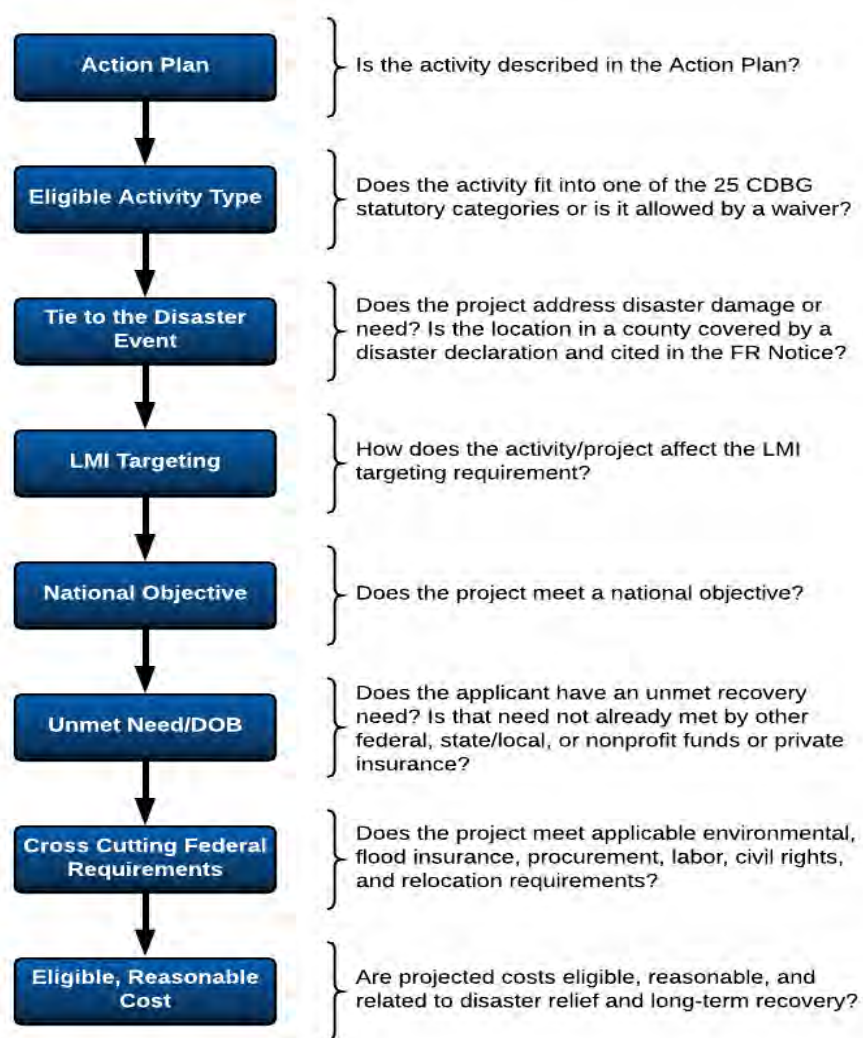 Action Plan
Is the activity described in the Action Plan?
Eligible Activity Type
Does the activity fit into one of the 25 CDBG
statutory categories or is it allowed by a waiver?
Tie to the Disaster
Event
Does the project address disaster damage or
need? Is the location in a county covered by a
disaster declaration and cited in the FR Notice?
LMI Targeting
How does the activity/project affect the LMI
targeting requirement?
National Objective
Does the project meet a national objective?
Unmet Need/DOB
Does the applicant have an unmet recovery
need? Is that need not already met by other
federal, state/local, or nonprofit funds or private
insurance?
Cross Cutting Federal
Requirements
Does the project meet applicable environmental,
flood insurance, procurement, labor, civil rights,
and relocation requirements?
Eligible, Reasonable
Cost
Are projected costs eligible, reasonable, and
related to disaster relief and long-term recovery?